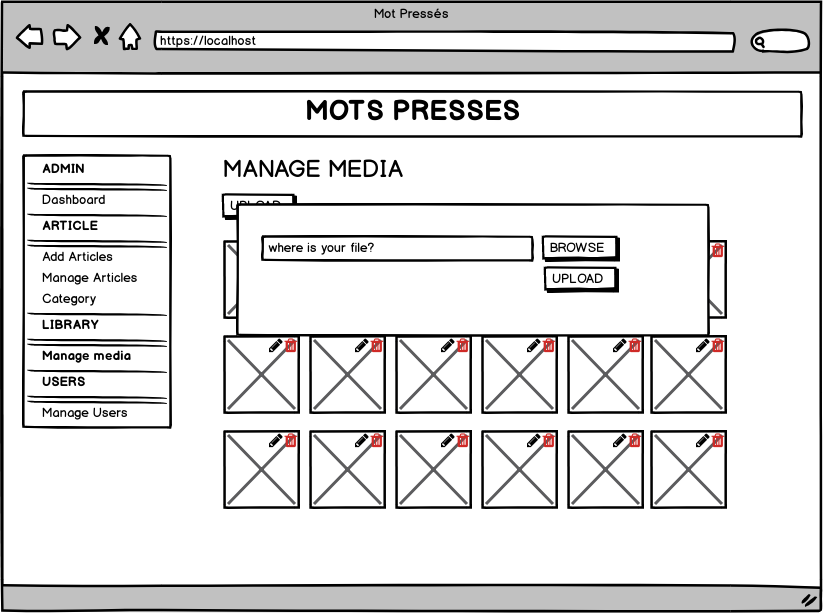 Mot Pressés
https://localhost
MOTS PRESSES
ADMIN
Dashboard
ARTICLE
Add Articles
Manage Articles
Category
LIBRARY
Manage media
USERS
Manage Users
MANAGE MEDIA
UPLOAD
where is your file?
BROWSE
UPLOAD